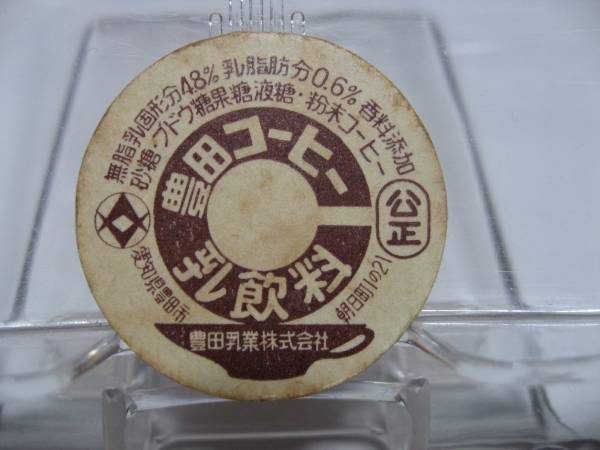 無脂乳固形分4.8% 乳脂肪分0.6% 香料添加
砂糖・ブドウ糖果糖液糖・粉末コーヒー
豊田コーヒー
乳飲料
公正
愛知県豊田市
朝日町1の21
豊田乳業株式会社